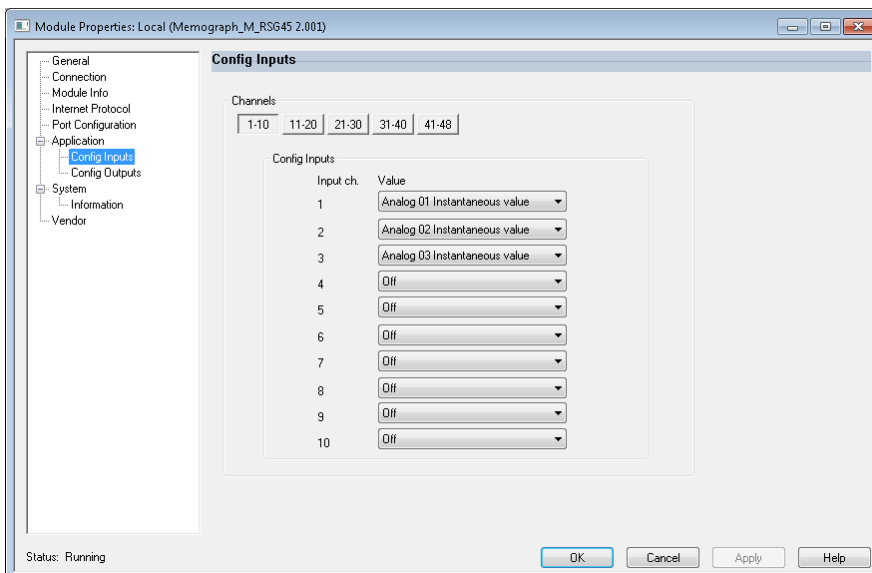 Module Properties: Local (Memograph_M_RSG45 2.001)
General
Connection
Module Info
Internet Protocol
Port Configuration
Application
Config Inputs
Config Outputs
System
Information
Vendor
Config Inputs
Channels
1-10 11-20 21-30 31-40 41-48
Config Inputs
Input ch. Value
1 Analog 01 Instantaneous value
2 Analog 02 Instantaneous value
3 Analog 03 Instantaneous value
4 Off
5 Off
6 Off
7 Off
8 Off
9 Off
10 Off
Status: Running OK Cancel Apply Help